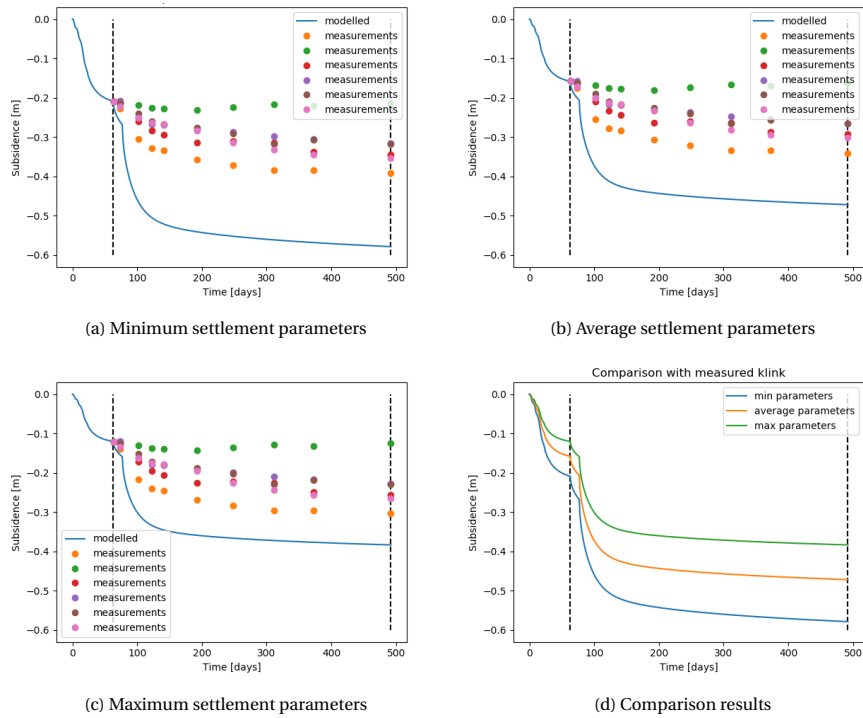 0.0
−0.1
−0.2
−0.3
−0.4
−0.5
−0.6
Subsidence [m]
0
100
200
300
400
500
Time [days]
modelled
measurements
measurements
measurements
measurements
measurements
measurements
(a) Minimum settlement parameters
0.0
−0.1
−0.2
−0.3
−0.4
−0.5
−0.6
Subsidence [m]
0
100
200
300
400
500
Time [days]
modelled
measurements
measurements
measurements
measurements
measurements
measurements
(b) Average settlement parameters
0.0
−0.1
−0.2
−0.3
−0.4
−0.5
−0.6
Subsidence [m]
modelled
measurements
measurements
measurements
measurements
measurements
measurements
0
100
200
300
400
500
Time [days]
(c) Maximum settlement parameters
Comparison with measured klink
0.0
−0.1
−0.2
−0.3
−0.4
−0.5
−0.6
Subsidence [m]
min parameters
average parameters
max parameters
0
100
200
300
400
500
Time [days]
(d) Comparison results